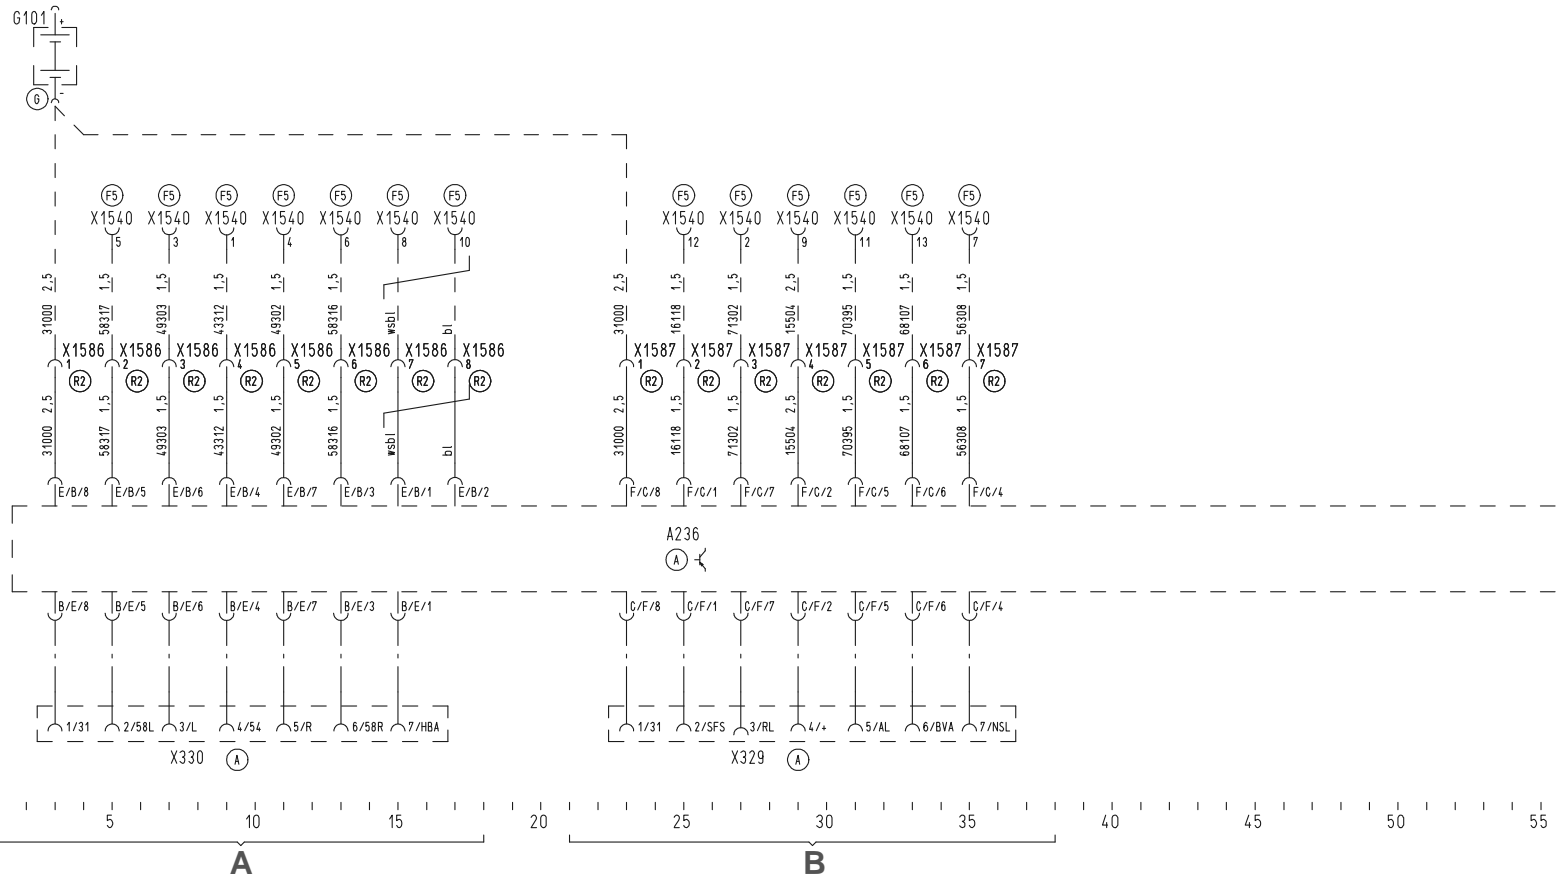 G101 +
G -
F5 F5 F5 F5 F5 F5 F5 F5 F5 F5 F5 F5 F5
X1540 X1540 X1540 X1540 X1540 X1540 X1540 X1540 X1540 X1540 X1540 X1540 X1540
5 3 1 4 6 8 10 12 2 9 11 13 7
31000 2,5 58317 1,5 49303 1,5 43312 1,5 49302 1,5 58316 1,5 wsbl bl 31000 2,5 16118 1,5 71302 1,5 15504 2,5 70395 1,5 68107 1,5 56308 1,5
X1586 X1586 X1586 X1586 X1586 X1586 X1586 X1586 X1587 X1587 X1587 X1587 X1587 X1587 X1587
1 2 3 4 5 6 7 8 1 2 3 4 5 6 7
R2 R2 R2 R2 R2 R2 R2 R2 R2 R2 R2 R2 R2 R2 R2
31000 2,5 58317 1,5 49303 1,5 43312 1,5 49302 1,5 58316 1,5 wsbl bl 31000 2,5 16118 1,5 71302 1,5 15504 2,5 70395 1,5 68107 1,5 56308 1,5
E/B/8 E/B/5 E/B/6 E/B/4 E/B/7 E/B/3 E/B/1 E/B/2 F/C/8 F/C/1 F/C/7 F/C/2 F/C/5 F/C/6 F/C/4
A236
A
B/E/8 B/E/5 B/E/6 B/E/4 B/E/7 B/E/3 B/E/1 C/F/8 C/F/1 C/F/7 C/F/2 C/F/5 C/F/6 C/F/4
1/31 2/58L 3/L 4/54 5/R 6/58R 7/HBA 1/31 2/SFS 3/RL 4/+ 5/AL 6/BVA 7/NSL
X330 A X329 A
5 10 15 20 25 30 35 40 45 50 55
A B